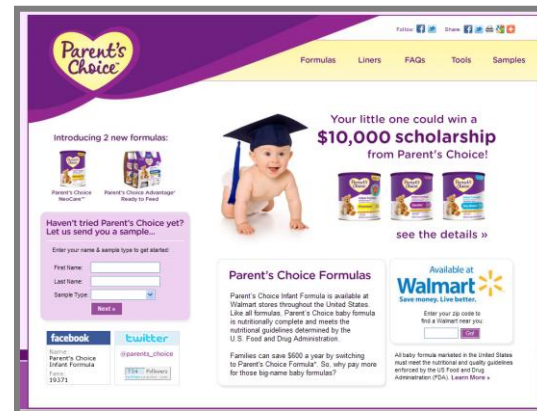 Follow
Share
Parent's Choice
Formulas
Liners
FAQs
Tools
Samples
Your little one could win a
$10,000 scholarship
from Parent's Choice!
see the details »
Introducing 2 new formulas:
Parent's Choice
NeoCare™
Parent's Choice Advantage®
Ready to Feed
Haven't tried Parent's Choice yet?
Let us send you a sample...
Enter your name & sample type to get started:
First Name:
Last Name:
Sample Type:
Next »
facebook
Name:
Parent's Choice
Infant Formula
Fans:
19371
twitter
@parents_choice
Followers
Parent's Choice Formulas
Parent's Choice Infant Formula is available at
Walmart stores throughout the United States.
Like all formulas, Parent's Choice baby formula
is nutritionally complete and meets the
nutritional guidelines determined by the
U.S. Food and Drug Administration.
Families can save $600 a year by switching
to Parent's Choice Formula*. So, why pay more
for those big-name baby formulas?
Available at
Walmart
Save money. Live better.
Enter your zip code to
find a Walmart near you
Go!
All baby formula marketed in the United States
must meet the nutritional and quality guidelines
enforced by the US Food and Drug
Administration (FDA). Learn More »